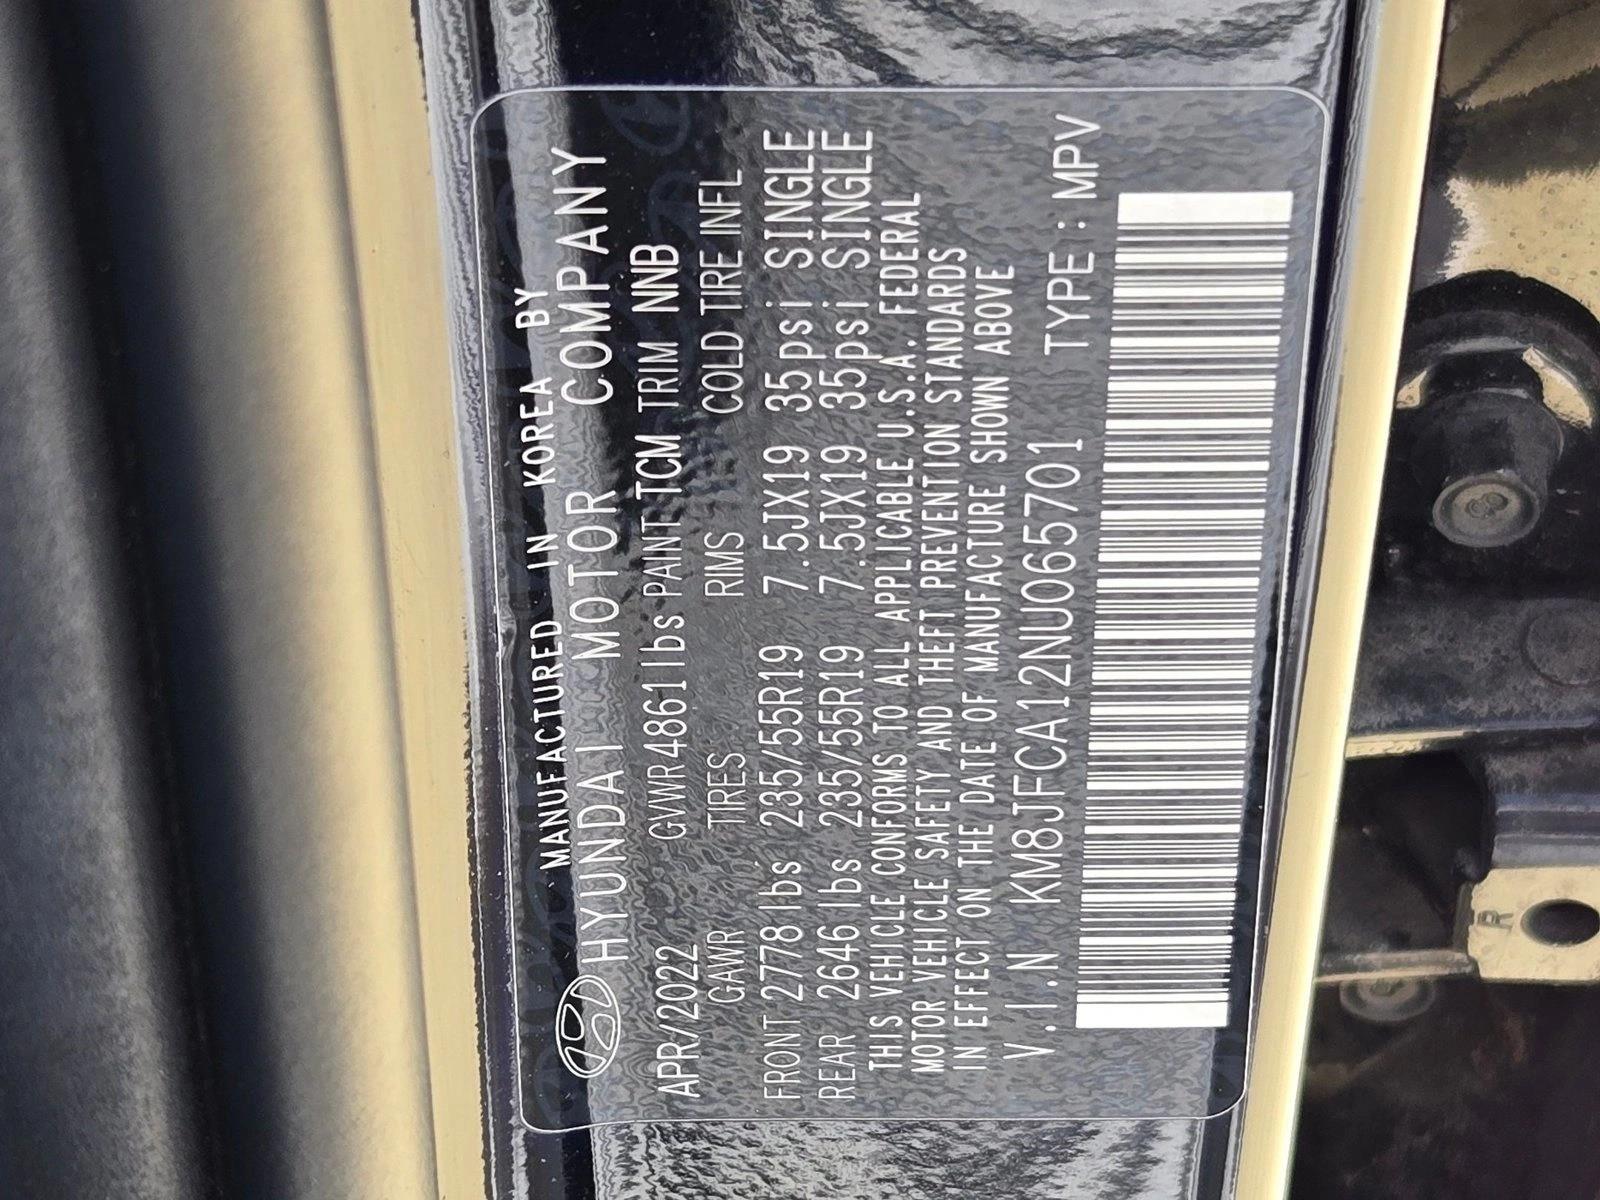 MANUFACTURED IN KOREA BY
HYUNDAI MOTOR COMPANY
APR/2022 GVWR 4861lbs PAINT TCM TRIM NNB
GAWR TIRES RIMS COLD TIRE INFL
FRONT 2778lbs 235/55R19 7.5JX19 35psi SINGLE
REAR 2646lbs 235/55R19 7.5JX19 35psi SINGLE
THIS VEHICLE CONFORMS TO ALL APPLICABLE U.S.A. FEDERAL
MOTOR VEHICLE SAFETY AND THEFT PREVENTION STANDARDS
IN EFFECT ON THE DATE OF MANUFACTURE SHOWN ABOVE
V.I.N KM8JFCA12NU065701 TYPE : MPV
R